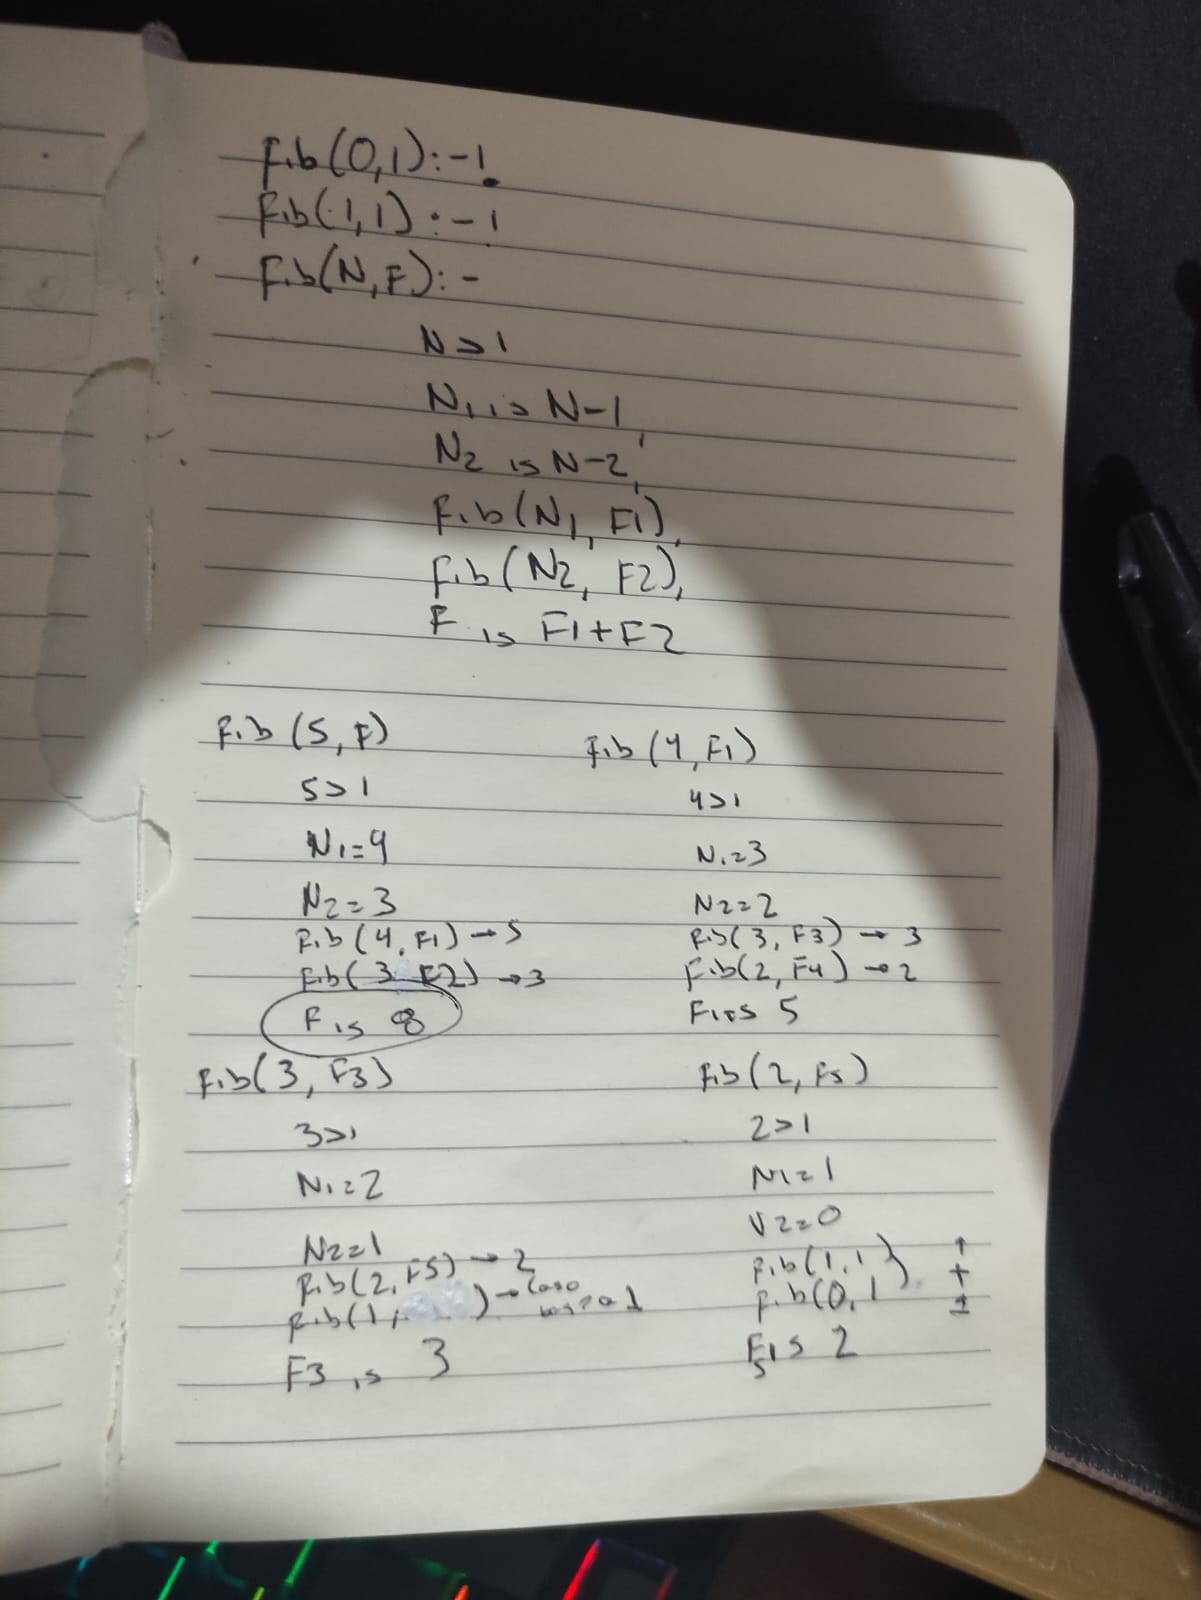 fib(0,1):-!.
fib(1,1):-!
fib(N,F):-
N>1
N1 is N-1,
N2 is N-2,
fib(N1, F1),
fib(N2, F2),
F is F1+F2
fib(5,F)
5>1
N1=4
N2=3
fib(4,F1)→5
fib(3 F2)→3
F is 8
fib(4,F1)
4>1
N1=3
N2=2
fib(3,F3)→3
fib(2,F4)→2
F1 is 5
fib(3,F3)
3>1
N1=2
N2=1
fib(2,F5)→2
fib(1, )→caso base 1
F3 is 3
fib(2,F5)
2>1
N1=1
N2=0
fib(1,1) 1
+
fib(0,1 1
F5 is 2